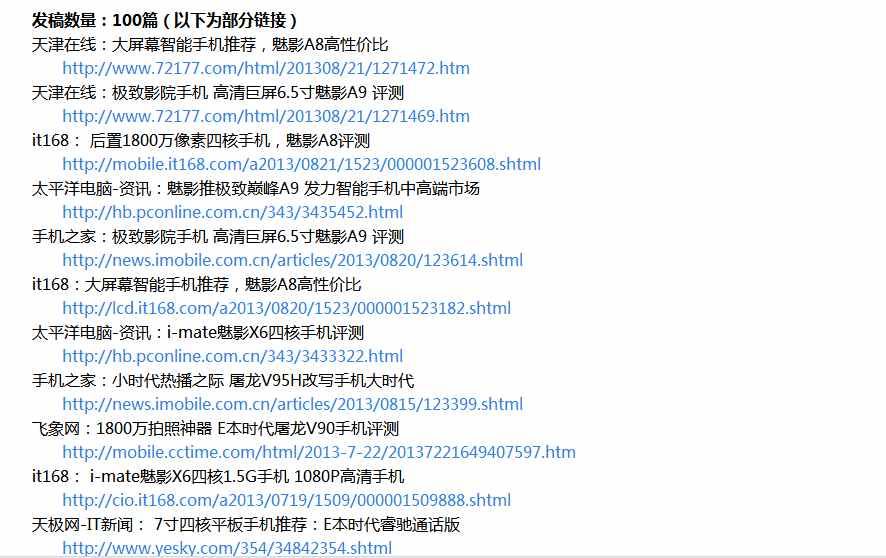 发稿数量：100篇（以下为部分链接）
天津在线：大屏幕智能手机推荐，魅影A8高性价比
http://www.72177.com/html/201308/21/1271472.htm
天津在线：极致影院手机 高清巨屏6.5寸魅影A9 评测
http://www.72177.com/html/201308/21/1271469.htm
it168： 后置1800万像素四核手机，魅影A8评测
http://mobile.it168.com/a2013/0821/1523/000001523608.shtml
太平洋电脑-资讯：魅影推极致巅峰A9 发力智能手机中高端市场
http://hb.pconline.com.cn/343/3435452.html
手机之家：极致影院手机 高清巨屏6.5寸魅影A9 评测
http://news.imobile.com.cn/articles/2013/0820/123614.shtml
it168：大屏幕智能手机推荐，魅影A8高性价比
http://lcd.it168.com/a2013/0820/1523/000001523182.shtml
太平洋电脑-资讯：i-mate魅影X6四核手机评测
http://hb.pconline.com.cn/343/3433322.html
手机之家：小时代热播之际 屠龙V95H改写手机大时代
http://news.imobile.com.cn/articles/2013/0815/123399.shtml
飞象网：1800万拍照神器 E本时代屠龙V90手机评测
http://mobile.cctime.com/html/2013-7-22/20137221649407597.htm
it168： i-mate魅影X6四核1.5G手机 1080P高清手机
http://cio.it168.com/a2013/0719/1509/000001509888.shtml
天极网-IT新闻： 7寸四核平板手机推荐：E本时代睿驰通话版
http://www.yesky.com/354/34842354.shtml